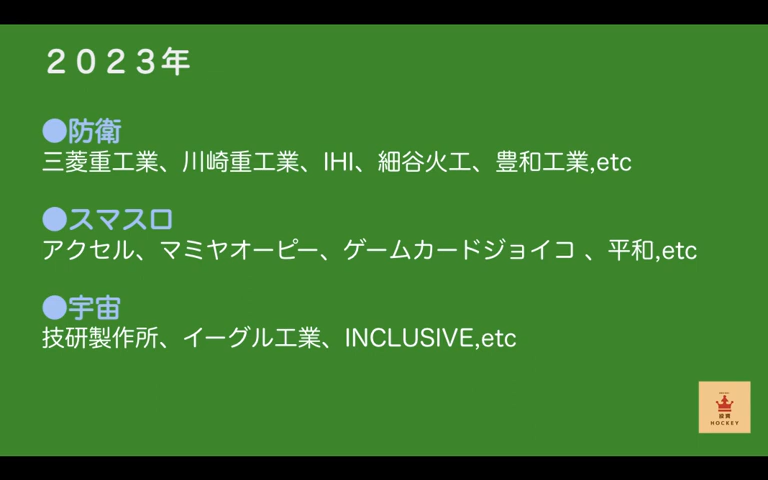 ２０２３年
●防衛
三菱重工業、川崎重工業、IHI、細谷火工、豊和工業,etc
●スマスロ
アクセル、マミヤオーピー、ゲームカードジョイコ 、平和,etc
●宇宙
技研製作所、イーグル工業、INCLUSIVE,etc
投資
HOCKEY